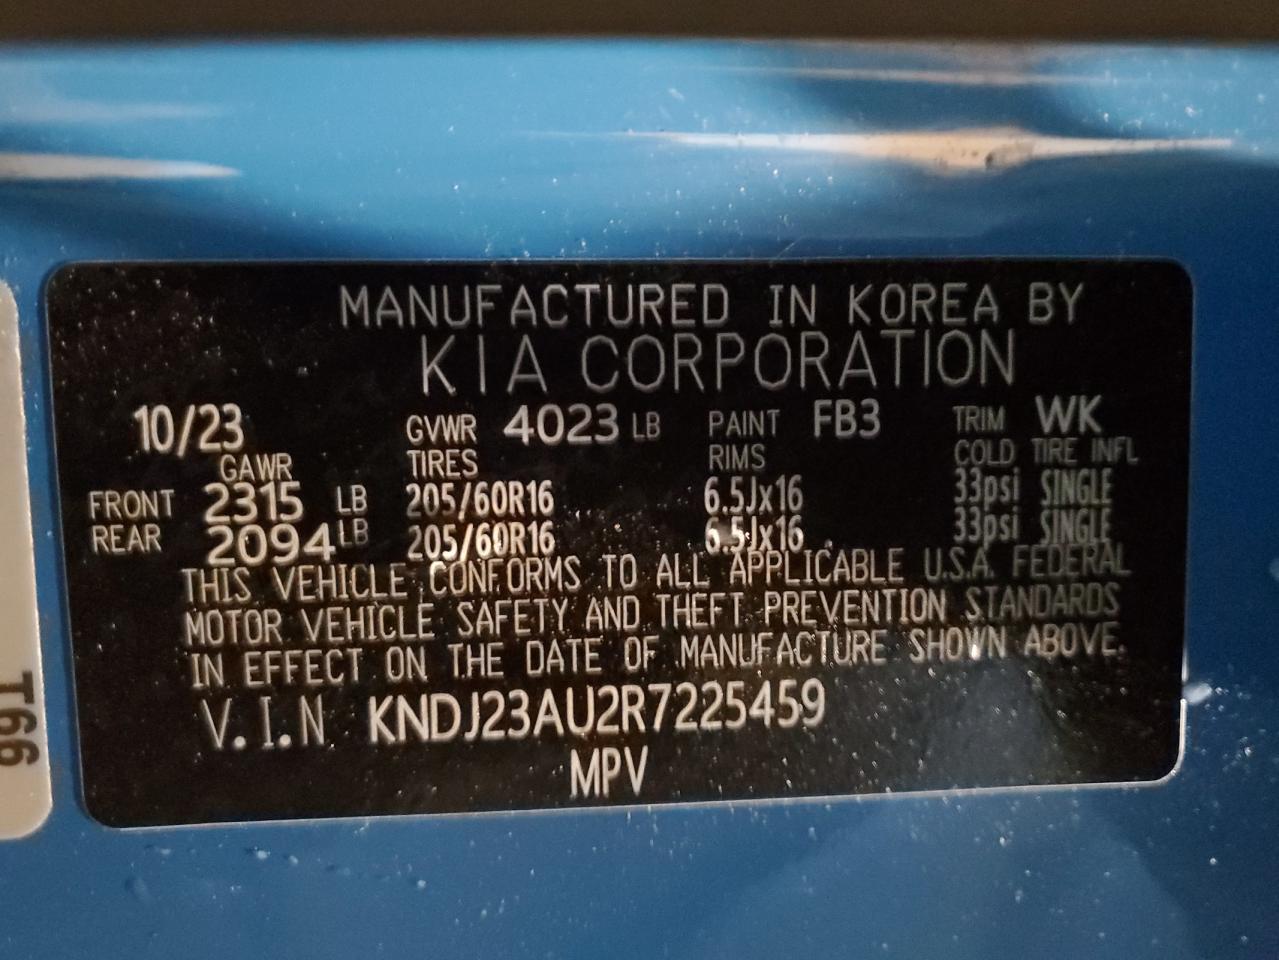 MANUFACTURED IN KOREA BY
KIA CORPORATION
10/23 GVWR 4023 LB PAINT FB3 TRIM WK
GAWR TIRES RIMS COLD TIRE INFL
FRONT 2315 LB 205/60R16 6.5Jx16 33psi SINGLE
REAR 2094 LB 205/60R16 6.5Jx16 33psi SINGLE
THIS VEHICLE CONFORMS TO ALL APPLICABLE U.S.A. FEDERAL
MOTOR VEHICLE SAFETY AND THEFT PREVENTION STANDARDS
IN EFFECT ON THE DATE OF MANUFACTURE SHOWN ABOVE.
V.I.N KNDJ23AU2R7225459
MPV
T66